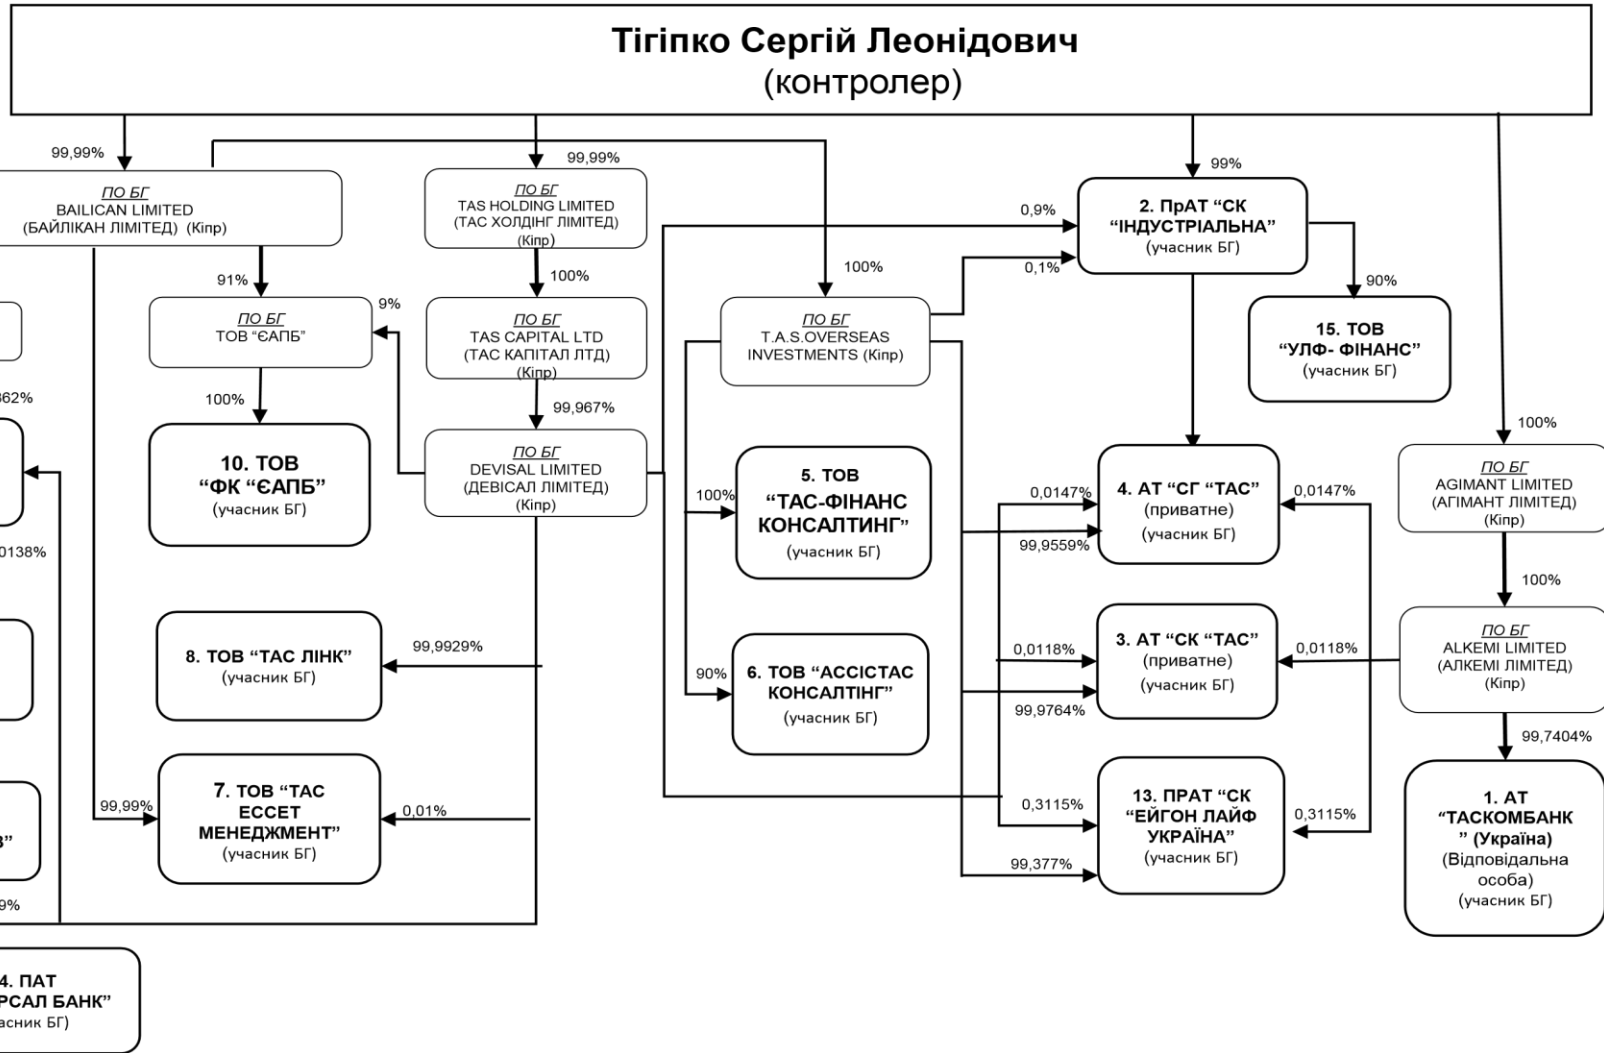 Тігіпко Сергій Леонідович
(контролер)
99,99%
99,99%
99%
ПО БГ
BAILICAN LIMITED
(БАЙЛІКАН ЛІМІТЕД) (Кіпр)
ПО БГ
TAS HOLDING LIMITED
(ТАС ХОЛДІНГ ЛІМІТЕД)
(Кіпр)
0,9%
0,1%
2. ПрАТ “СК
“ІНДУСТРІАЛЬНА”
(учасник БГ)
91%
9%
100%
100%
90%
ПО БГ
ТОВ “ЄАПБ”
ПО БГ
TAS CAPITAL LTD
(ТАС КАПІТАЛ ЛТД)
(Кіпр)
ПО БГ
T.A.S.OVERSEAS
INVESTMENTS (Кіпр)
15. ТОВ
“УЛФ- ФІНАНС”
(учасник БГ)
362%
100%
99,967%
100%
10. ТОВ
“ФК “ЄАПБ”
(учасник БГ)
ПО БГ
DEVISAL LIMITED
(ДЕВІСАЛ ЛІМІТЕД)
(Кіпр)
100%
5. ТОВ
“ТАС-ФІНАНС
КОНСАЛТИНГ”
(учасник БГ)
0,0147%
99,9559%
4. АТ “СГ “ТАС”
(приватне)
(учасник БГ)
0,0147%
ПО БГ
AGIMANT LIMITED
(АГІМАНТ ЛІМІТЕД)
(Кіпр)
0138%
100%
8. ТОВ “ТАС ЛІНК”
(учасник БГ)
99,9929%
90%
6. ТОВ “АССІСТАС
КОНСАЛТІНГ”
(учасник БГ)
0,0118%
99,9764%
3. АТ “СК “ТАС”
(приватне)
(учасник БГ)
0,0118%
ПО БГ
ALKEMI LIMITED
(АЛКЕМІ ЛІМІТЕД)
(Кіпр)
99,7404%
99,99%
7. ТОВ “ТАС
ЕССЕТ
МЕНЕДЖМЕНТ”
(учасник БГ)
0,01%
0,3115%
99,377%
13. ПРАТ “СК
“ЕЙГОН ЛАЙФ
УКРАЇНА”
(учасник БГ)
0,3115%
1. АТ
“ТАСКОМБАНК
” (Україна)
(Відповідальна
особа)
(учасник БГ)
9%
4. ПАТ
РСАЛ БАНК”
асник БГ)